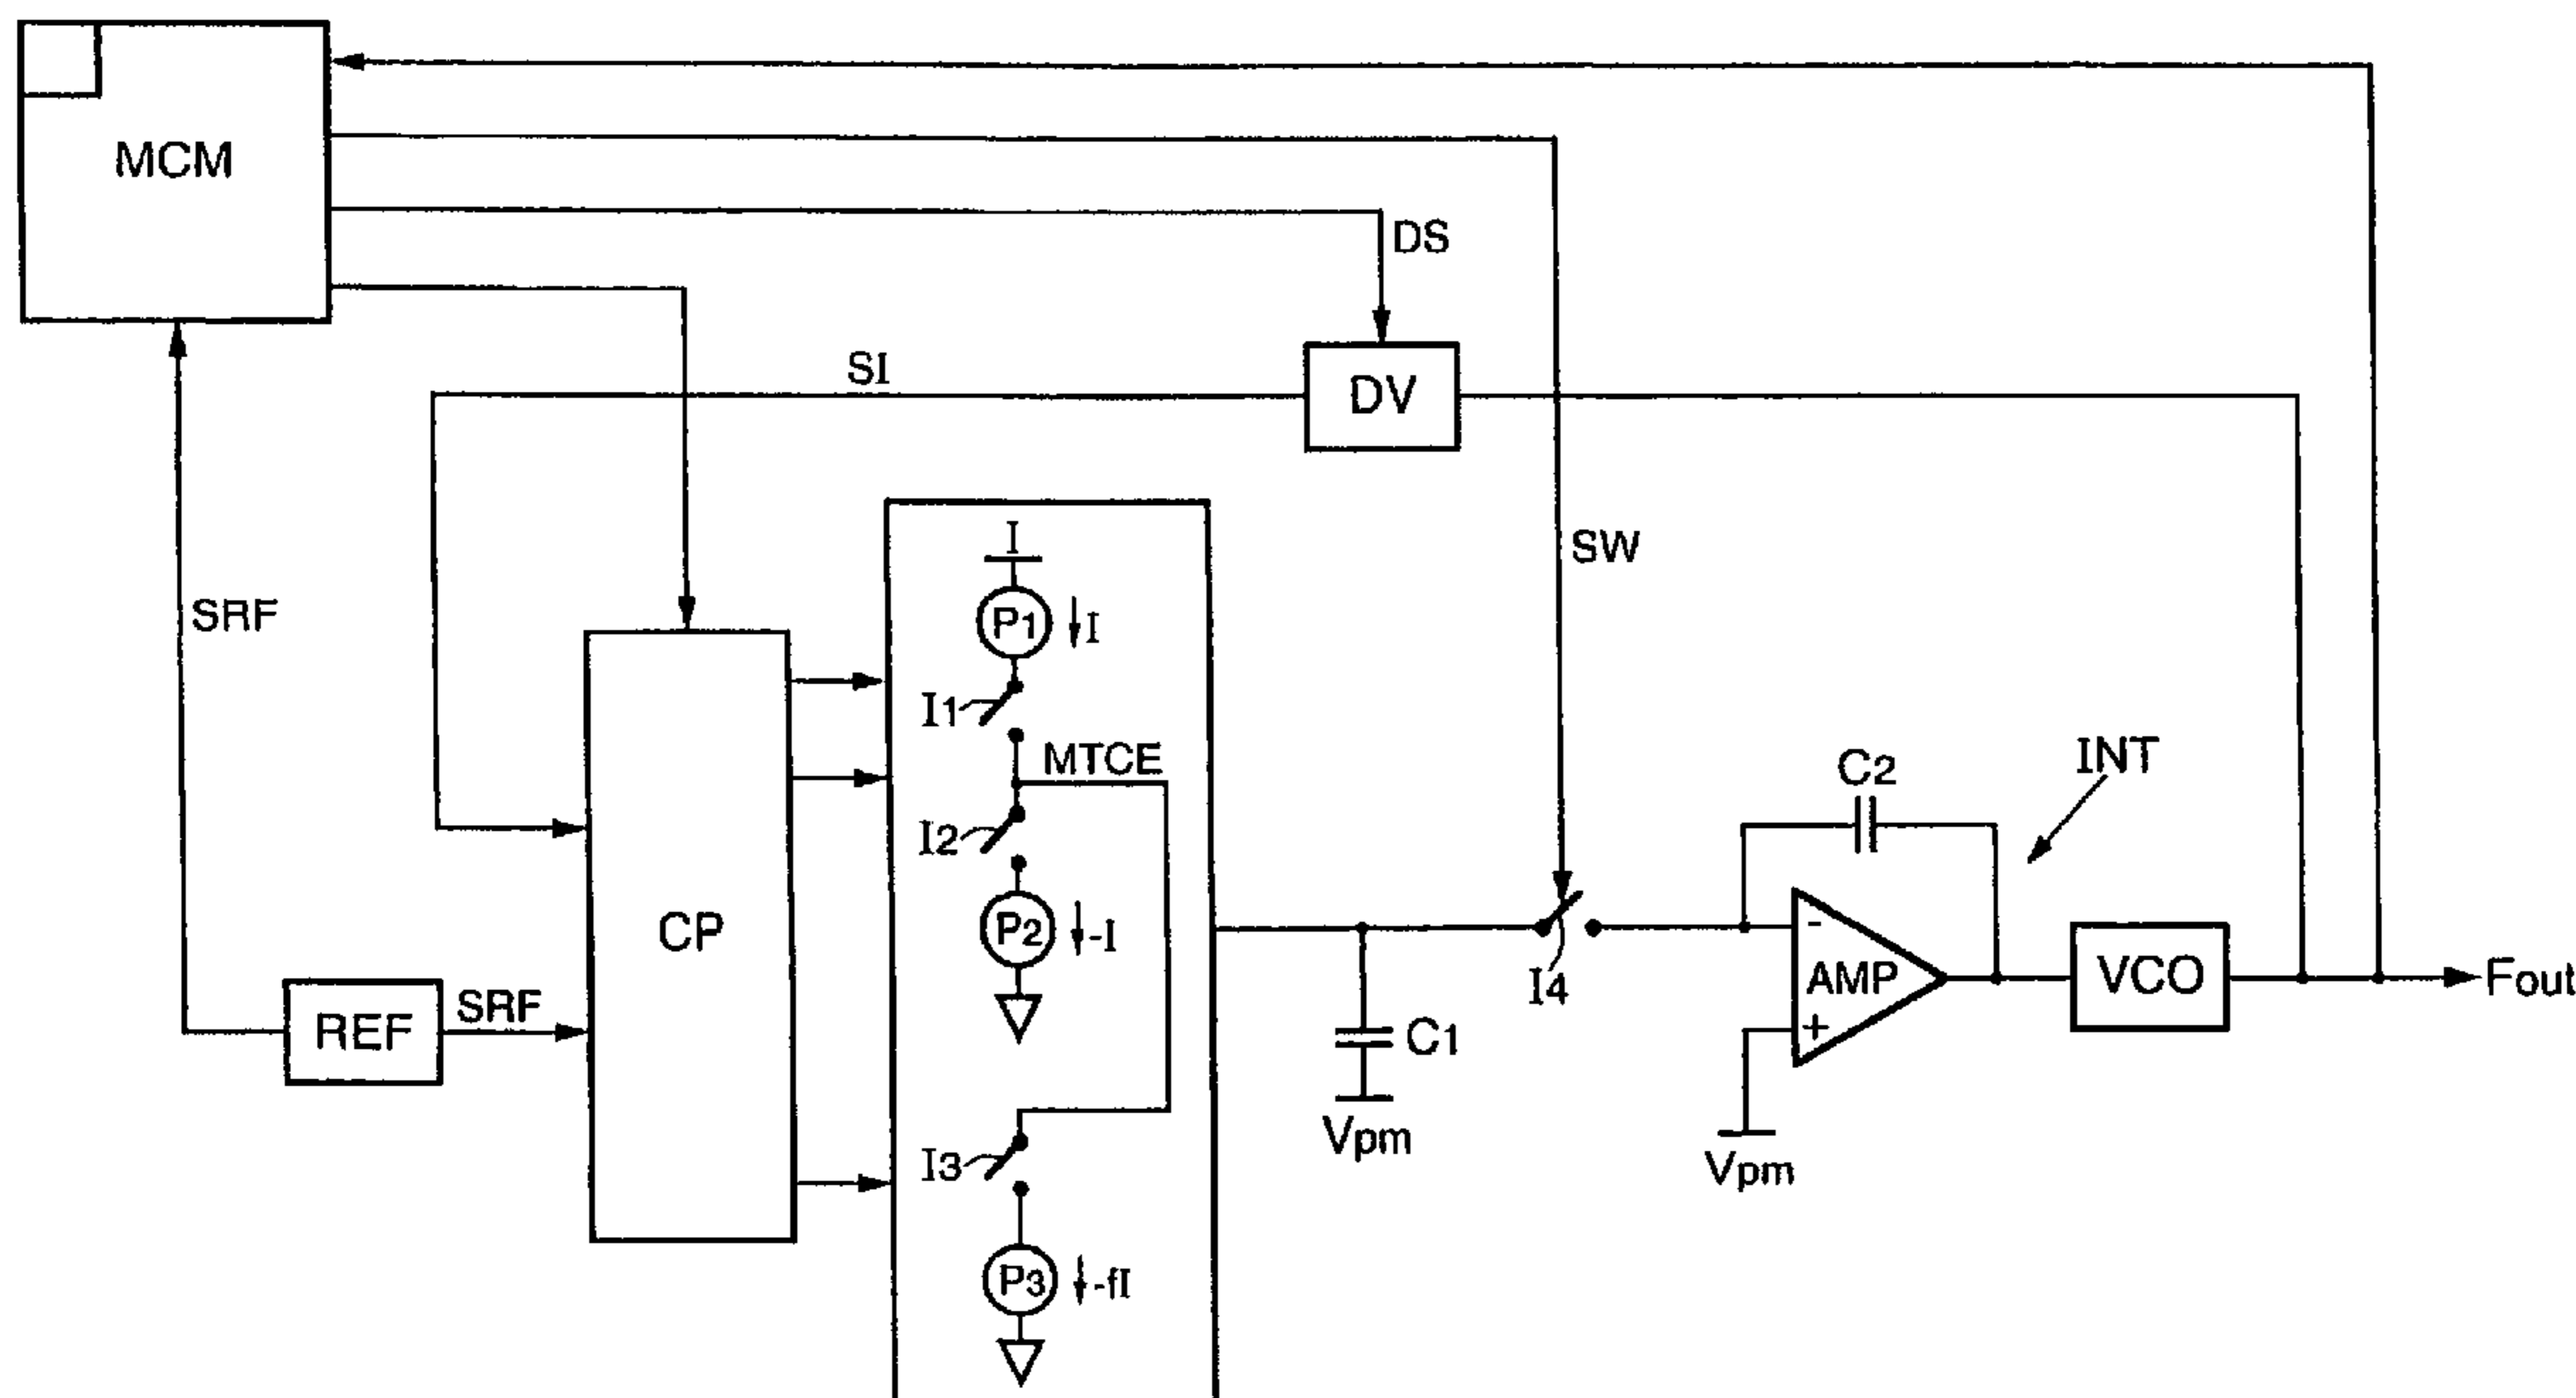 MCM
DS
SI
DV
SRF
I
P1
I
I1
MTCE
I2
P2
-I
SW
C2
INT
CP
REF
SRF
I4
AMP
-
+
VCO
Fout
C1
Vpm
Vpm
I3
P3
-fI